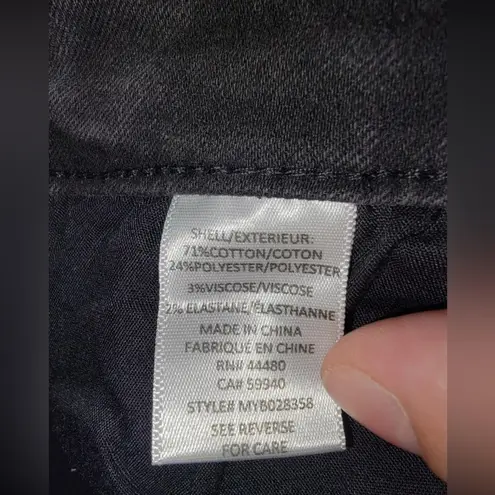 SHELL/EXTERIEUR:
71%COTTON/COTON
24%POLYESTER/POLYESTER
3%VISCOSE/VISCOSE
2% ELASTANE/ÉLASTHANNE
MADE IN CHINA
FABRIQUÉ EN CHINE
RN# 44480
CA# 59940
STYLE# MYB028358
SEE REVERSE
FOR CARE